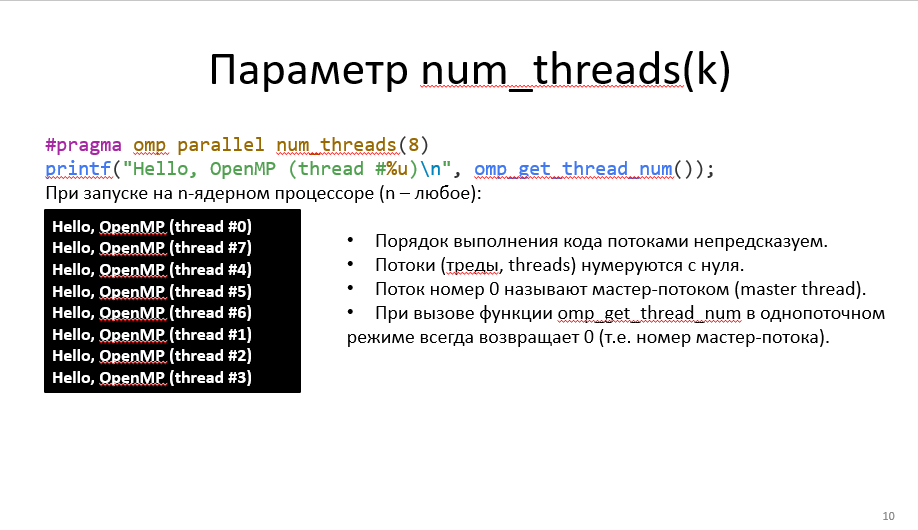 Параметр num_threads(k)
#pragma omp parallel num_threads(8)
printf("Hello, OpenMP (thread #%u)\n", omp_get_thread_num());
При запуске на n-ядерном процессоре (n – любое):
Hello, OpenMP (thread #0)
Hello, OpenMP (thread #7)
Hello, OpenMP (thread #4)
Hello, OpenMP (thread #5)
Hello, OpenMP (thread #6)
Hello, OpenMP (thread #1)
Hello, OpenMP (thread #2)
Hello, OpenMP (thread #3)
• Порядок выполнения кода потоками непредсказуем.
• Потоки (треды, threads) нумеруются с нуля.
• Поток номер 0 называют мастер-потоком (master thread).
• При вызове функции omp_get_thread_num в однопоточном
режиме всегда возвращает 0 (т.е. номер мастер-потока).
10